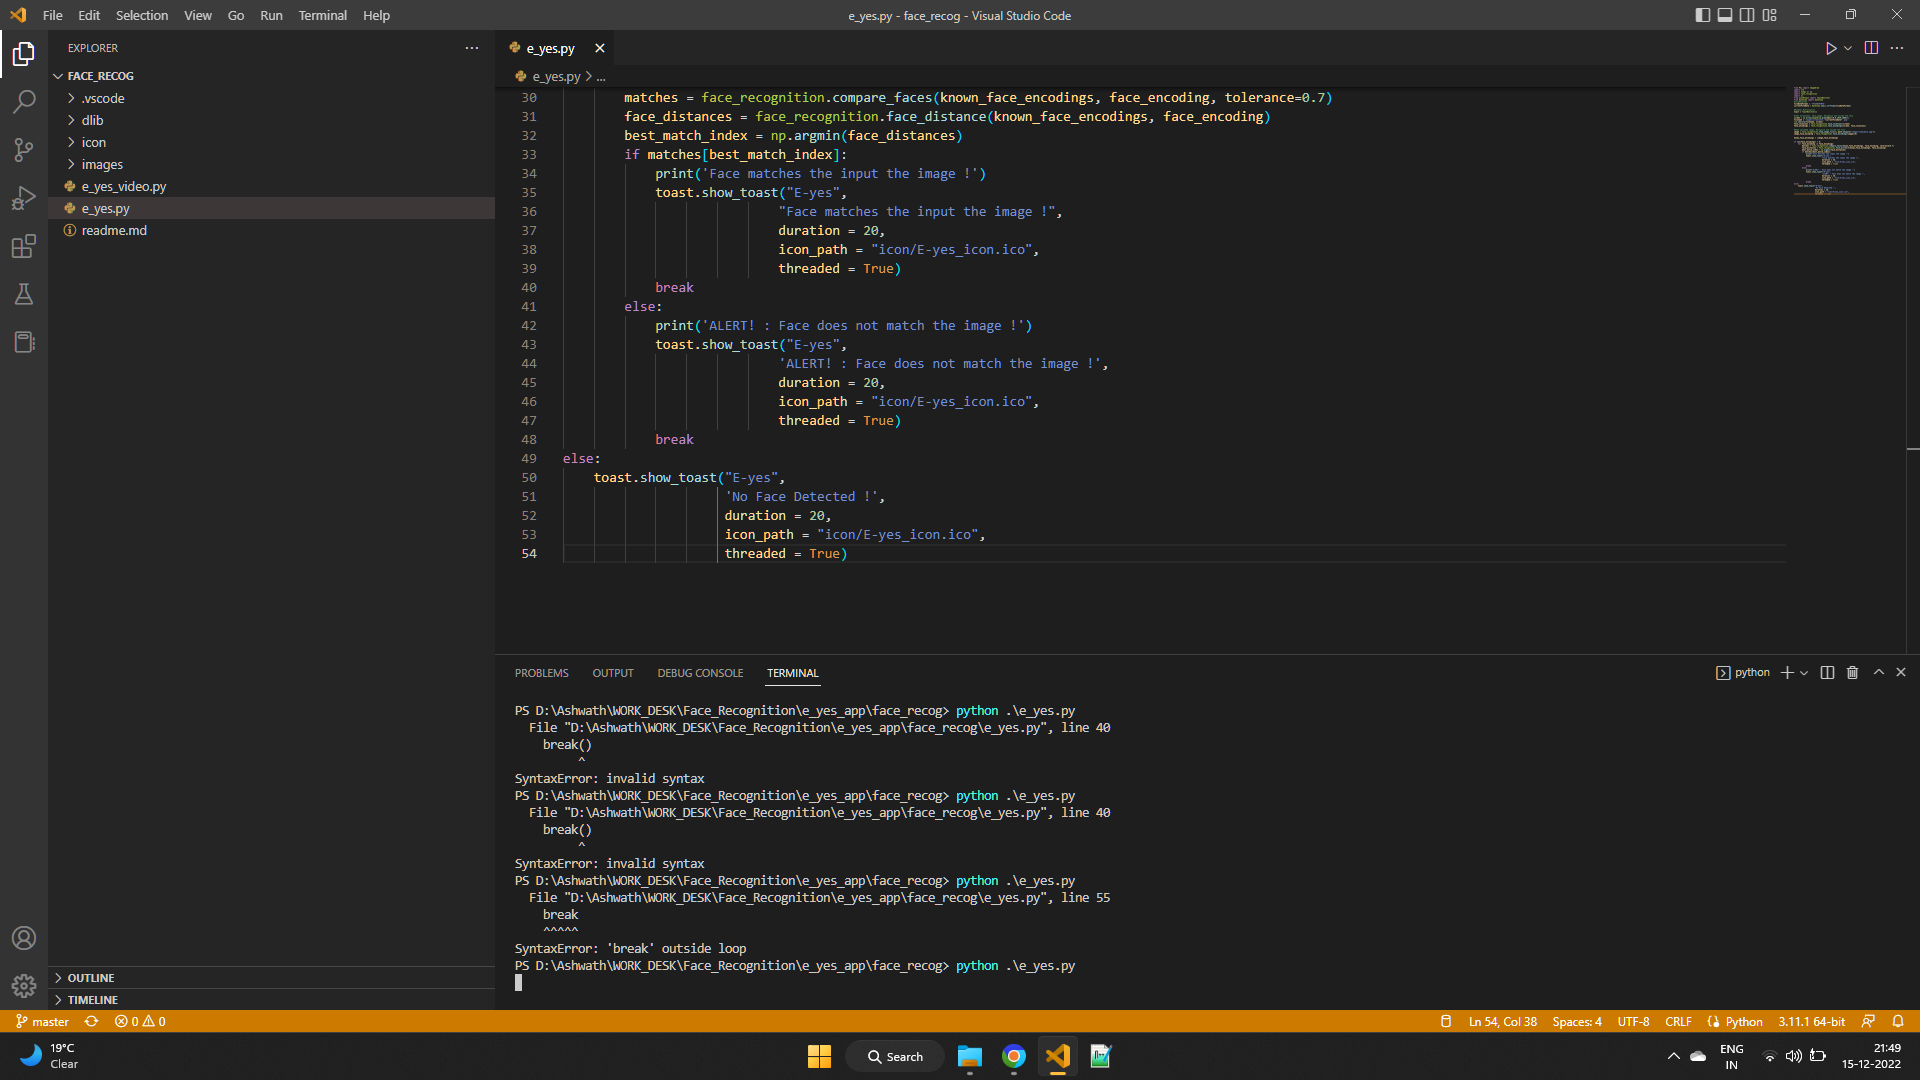 File Edit Selection View Go Run Terminal Help
e_yes.py - face_recog - Visual Studio Code
EXPLORER
FACE_RECOG
.vscode
dlib
icon
images
e_yes_video.py
e_yes.py
readme.md
OUTLINE
TIMELINE
e_yes.py
e_yes.py > ...
30 matches = face_recognition.compare_faces(known_face_encodings, face_encoding, tolerance=0.7)
31 face_distances = face_recognition.face_distance(known_face_encodings, face_encoding)
32 best_match_index = np.argmin(face_distances)
33 if matches[best_match_index]:
34 print('Face matches the input the image !')
35 toast.show_toast("E-yes",
36 "Face matches the input the image !",
37 duration = 20,
38 icon_path = "icon/E-yes_icon.ico",
39 threaded = True)
40 break
41 else:
42 print('ALERT! : Face does not match the image !')
43 toast.show_toast("E-yes",
44 'ALERT! : Face does not match the image !',
45 duration = 20,
46 icon_path = "icon/E-yes_icon.ico",
47 threaded = True)
48 break
49 else:
50 toast.show_toast("E-yes",
51 'No Face Detected !',
52 duration = 20,
53 icon_path = "icon/E-yes_icon.ico",
54 threaded = True)
PROBLEMS OUTPUT DEBUG CONSOLE TERMINAL
python
PS D:\Ashwath\WORK_DESK\Face_Recognition\e_yes_app\face_recog> python .\e_yes.py
File "D:\Ashwath\WORK_DESK\Face_Recognition\e_yes_app\face_recog\e_yes.py", line 40
break()
^
SyntaxError: invalid syntax
PS D:\Ashwath\WORK_DESK\Face_Recognition\e_yes_app\face_recog> python .\e_yes.py
File "D:\Ashwath\WORK_DESK\Face_Recognition\e_yes_app\face_recog\e_yes.py", line 40
break()
^
SyntaxError: invalid syntax
PS D:\Ashwath\WORK_DESK\Face_Recognition\e_yes_app\face_recog> python .\e_yes.py
File "D:\Ashwath\WORK_DESK\Face_Recognition\e_yes_app\face_recog\e_yes.py", line 55
break
^^^^^
SyntaxError: 'break' outside loop
PS D:\Ashwath\WORK_DESK\Face_Recognition\e_yes_app\face_recog> python .\e_yes.py
master 0 0
Ln 54, Col 38 Spaces: 4 UTF-8 CRLF Python 3.11.1 64-bit
19°C
Clear
Search
ENG
IN
21:49
15-12-2022